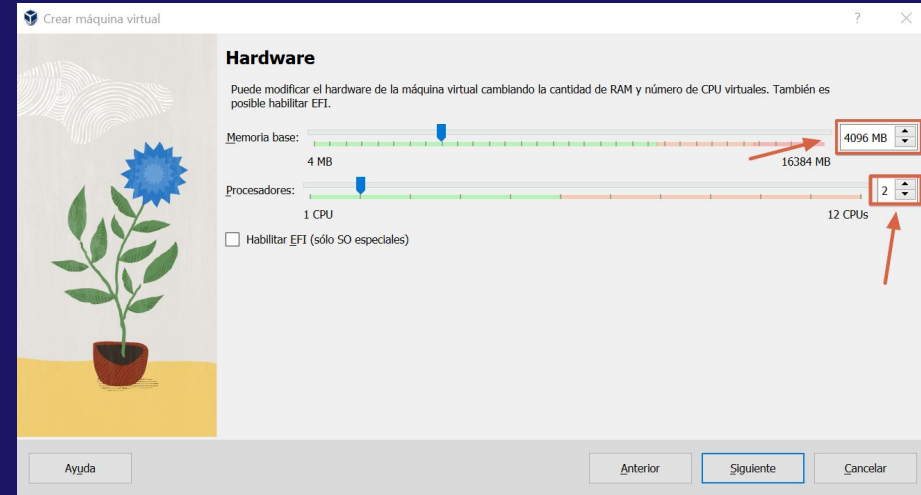 Crear máquina virtual
Hardware
Puede modificar el hardware de la máquina virtual cambiando la cantidad de RAM y número de CPU virtuales. También es
posible habilitar EFI.
Memoria base:
4096 MB
4 MB
16384 MB
Procesadores:
2
1 CPU
12 CPUs
Habilitar EFI (sólo SO especiales)
Ayuda
Anterior
Siguiente
Cancelar